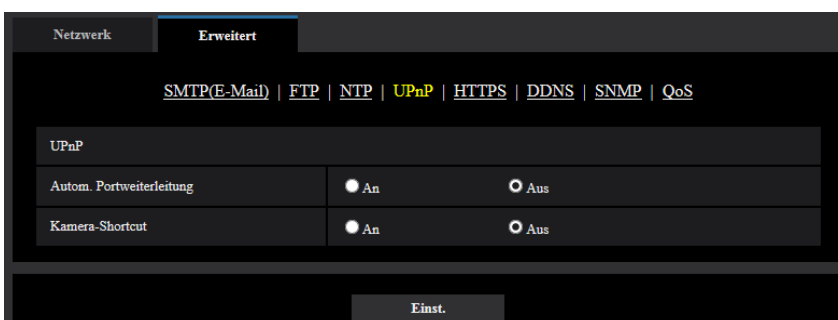 Netzwerk Erweitert
SMTP(E-Mail) | FTP | NTP | UPnP | HTTPS | DDNS | SNMP | QoS
UPnP
Autom. Portweiterleitung An Aus
Kamera-Shortcut An Aus
Einst.